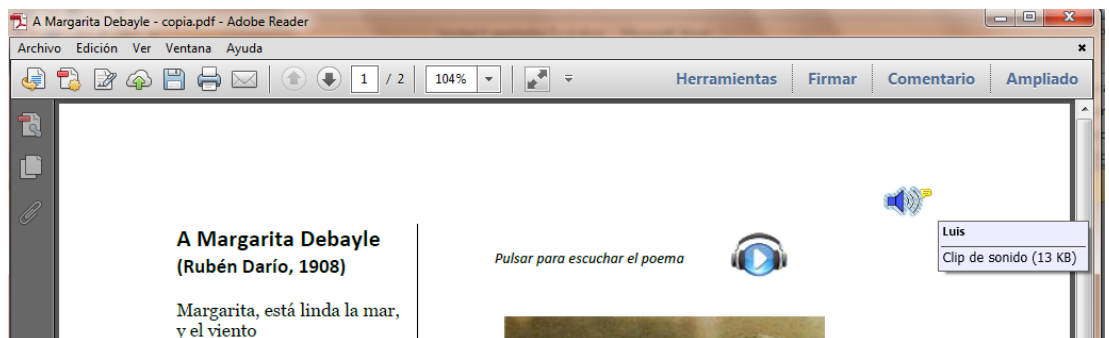 A Margarita Debayle - copia.pdf - Adobe Reader
Archivo Edición Ver Ventana Ayuda
1 / 2 104% Herramientas Firmar Comentario Ampliado
Luis
Clip de sonido (13 KB)
A Margarita Debayle
(Rubén Darío, 1908)
Pulsar para escuchar el poema
Margarita, está linda la mar,
y el viento